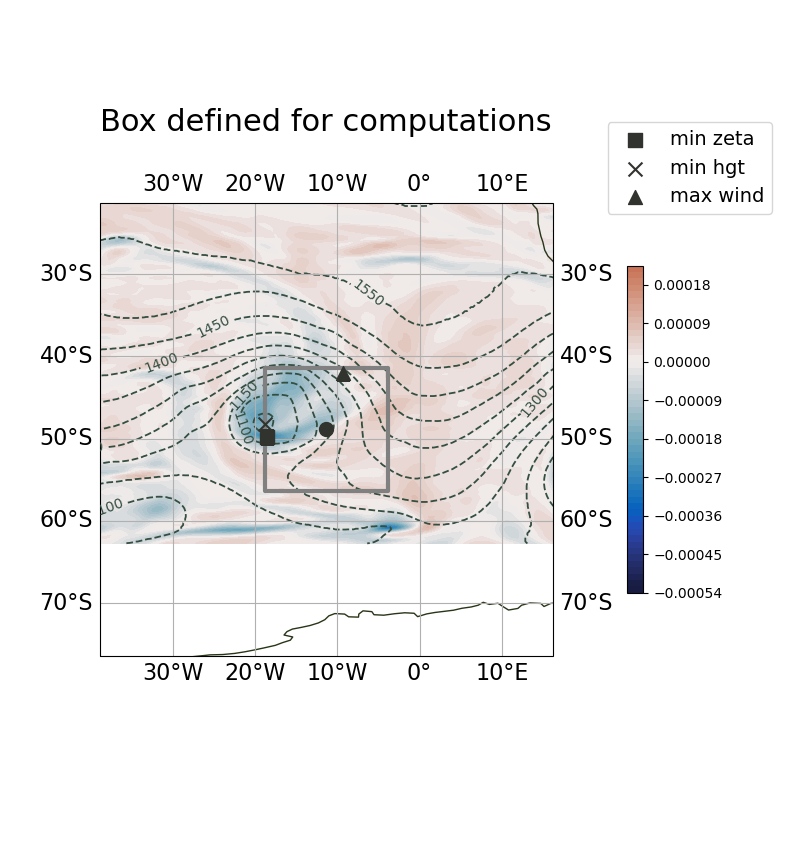 Box defined for computations
min zeta
min hgt
max wind
30°W 20°W 10°W 0° 10°E
30°S 30°S
40°S 40°S
50°S 50°S
60°S 60°S
70°S 70°S
30°W 20°W 10°W 0° 10°E
1550
1450
1400
1150
1100
1300
100
0.00018
0.00009
0.00000
−0.00009
−0.00018
−0.00027
−0.00036
−0.00045
−0.00054